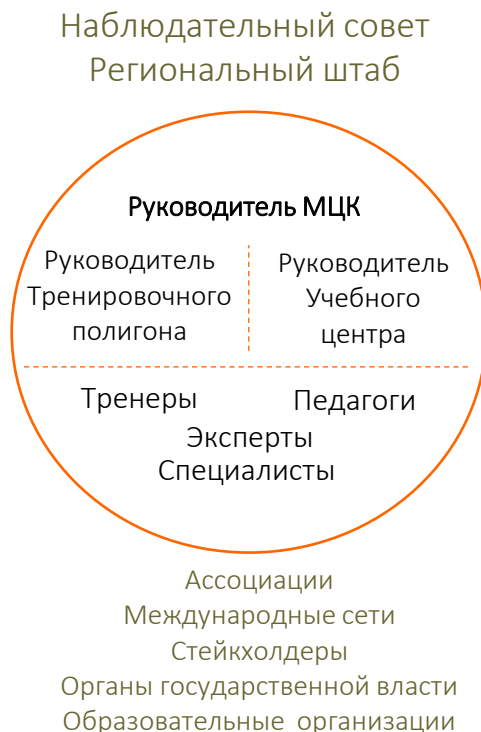 Наблюдательный совет
Региональный штаб
Руководитель МЦК
Руководитель
Тренировочного
полигона
Руководитель
Учебного
центра
Тренеры
Педагоги
Эксперты
Специалисты
Ассоциации
Международные сети
Стейкхолдеры
Органы государственной власти
Образовательные организации